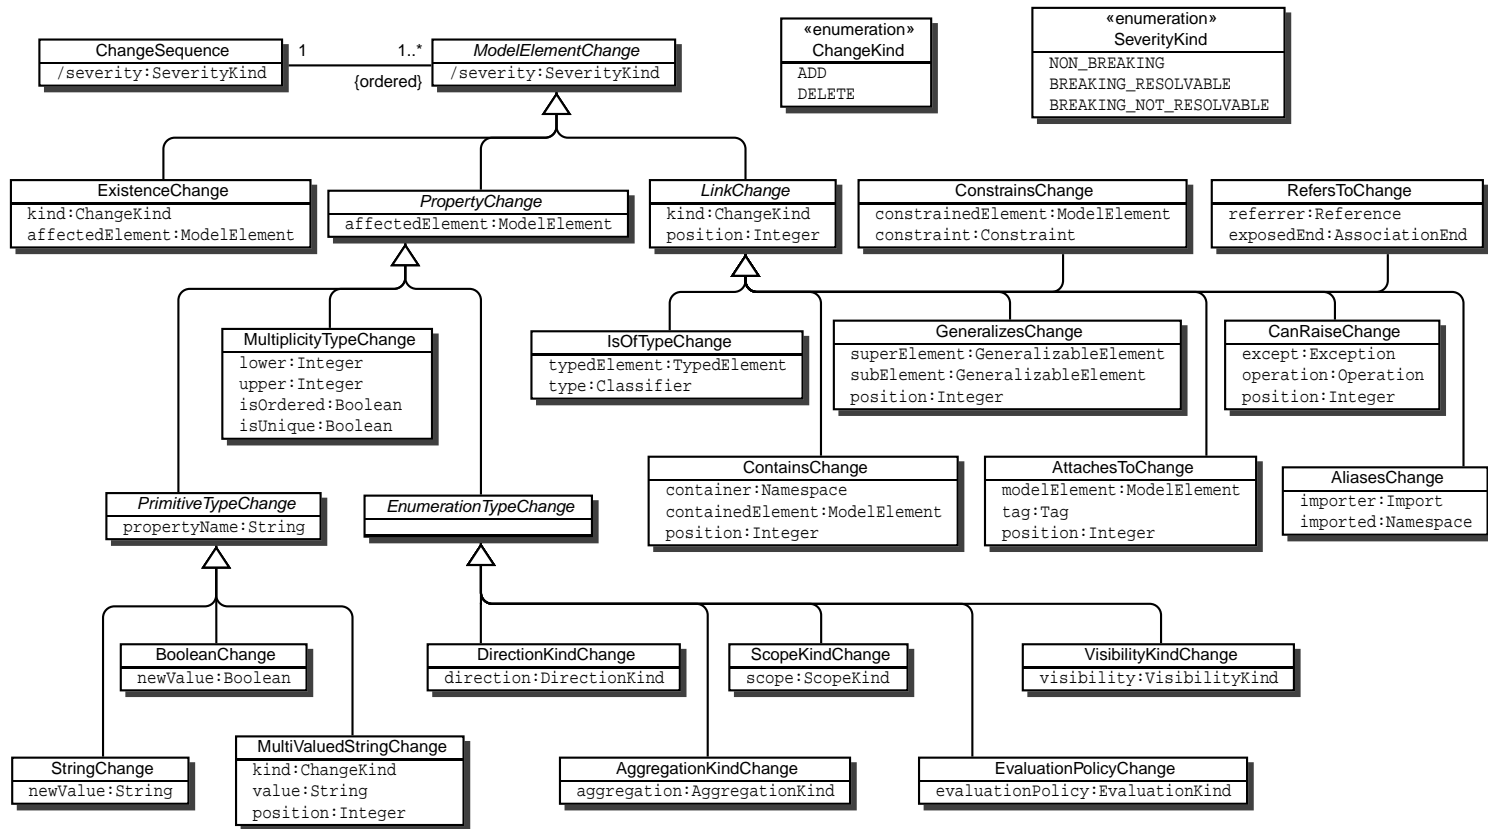 ChangeSequence
/severity:SeverityKind
1
1..*
{ordered}
ModelElementChange
/severity:SeverityKind
«enumeration»
ChangeKind
ADD
DELETE
«enumeration»
SeverityKind
NON_BREAKING
BREAKING_RESOLVABLE
BREAKING_NOT_RESOLVABLE
ExistenceChange
kind:ChangeKind
affectedElement:ModelElement
PropertyChange
affectedElement:ModelElement
LinkChange
kind:ChangeKind
position:Integer
ConstrainsChange
constrainedElement:ModelElement
constraint:Constraint
RefersToChange
referrer:Reference
exposedEnd:AssociationEnd
MultiplicityTypeChange
lower:Integer
upper:Integer
isOrdered:Boolean
isUnique:Boolean
IsOfTypeChange
typedElement:TypedElement
type:Classifier
GeneralizesChange
superElement:GeneralizableElement
subElement:GeneralizableElement
position:Integer
CanRaiseChange
except:Exception
operation:Operation
position:Integer
PrimitiveTypeChange
propertyName:String
EnumerationTypeChange
ContainsChange
container:Namespace
containedElement:ModelElement
position:Integer
AttachesToChange
modelElement:ModelElement
tag:Tag
position:Integer
AliasesChange
importer:Import
imported:Namespace
BooleanChange
newValue:Boolean
DirectionKindChange
direction:DirectionKind
ScopeKindChange
scope:ScopeKind
VisibilityKindChange
visibility:VisibilityKind
StringChange
newValue:String
MultiValuedStringChange
kind:ChangeKind
value:String
position:Integer
AggregationKindChange
aggregation:AggregationKind
EvaluationPolicyChange
evaluationPolicy:EvaluationKind